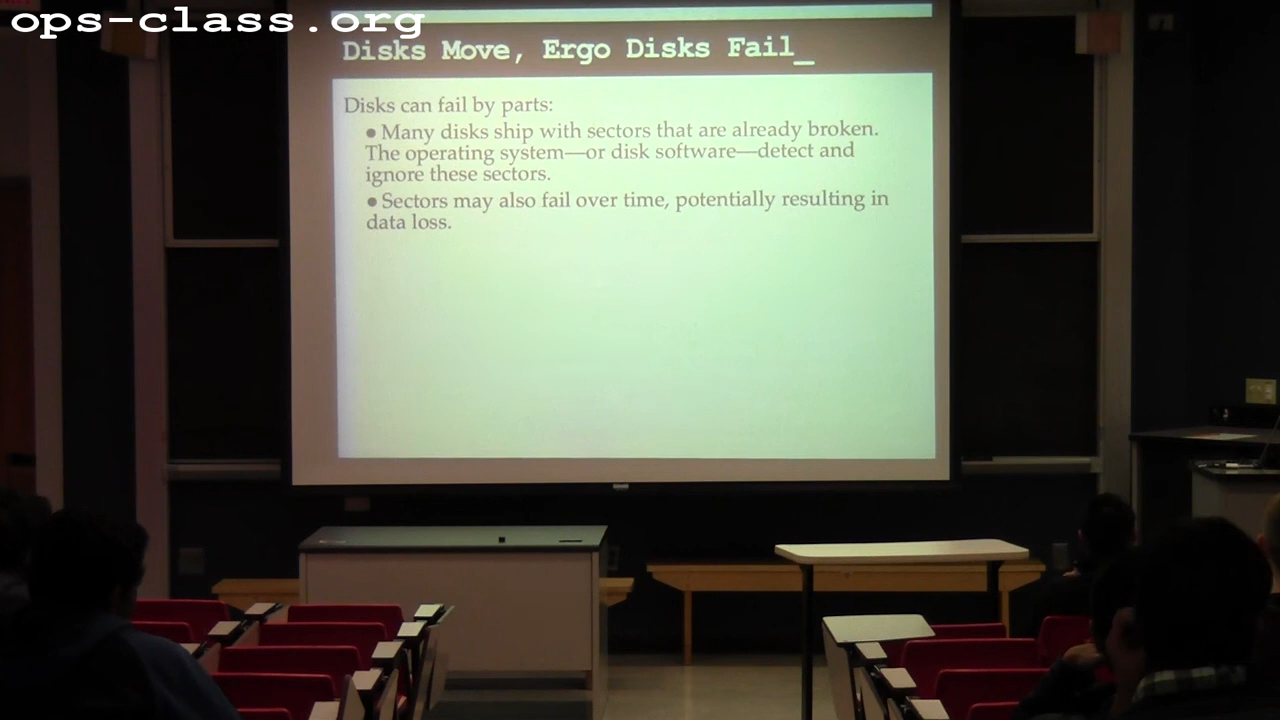 ops-class.org
Disks Move, Ergo Disks Fail_
Disks can fail by parts:
● Many disks ship with sectors that are already broken.
The operating system—or disk software—detect and
ignore these sectors.
● Sectors may also fail over time, potentially resulting in
data loss.